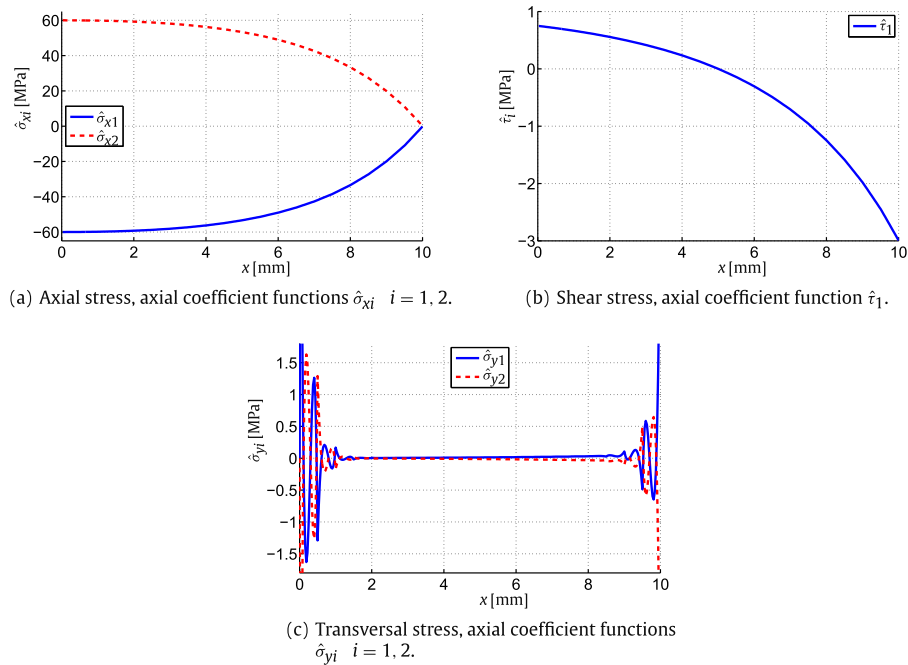 60
40
20
0
−20
−40
−60
σ̂xi [MPa]
σ̂x1
σ̂x2
0 2 4 6 8 10
x [mm]
(a) Axial stress, axial coefficient functions σ̂xi i = 1, 2.
1
0
−1
−2
−3
τ̂i [MPa]
τ̂1
0 2 4 6 8 10
x [mm]
(b) Shear stress, axial coefficient function τ̂1.
1.5
1
0.5
0
−0.5
−1
−1.5
σ̂yi [MPa]
σ̂y1
σ̂y2
0 2 4 6 8 10
x [mm]
(c) Transversal stress, axial coefficient functions
σ̂yi i = 1, 2.